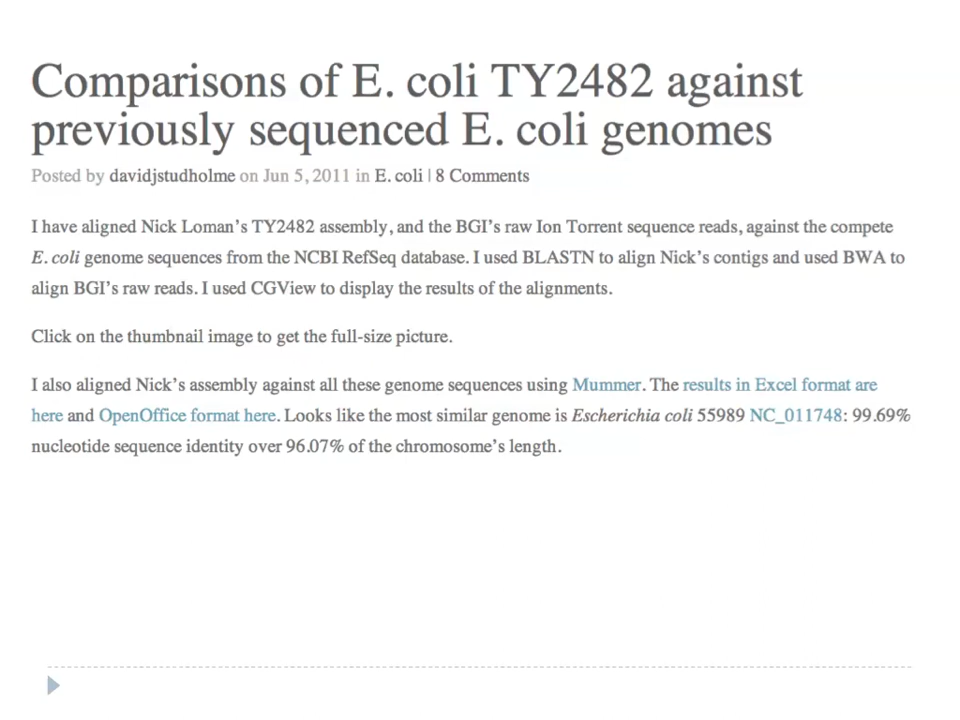 Comparisons of E. coli TY2482 against
previously sequenced E. coli genomes
Posted by davidjstudholme on Jun 5, 2011 in E. coli | 8 Comments
I have aligned Nick Loman’s TY2482 assembly, and the BGI’s raw Ion Torrent sequence reads, against the compete
E. coli genome sequences from the NCBI RefSeq database. I used BLASTN to align Nick’s contigs and used BWA to
align BGI’s raw reads. I used CGView to display the results of the alignments.
Click on the thumbnail image to get the full-size picture.
I also aligned Nick’s assembly against all these genome sequences using Mummer. The results in Excel format are
here and OpenOffice format here. Looks like the most similar genome is Escherichia coli 55989 NC_011748: 99.69%
nucleotide sequence identity over 96.07% of the chromosome’s length.